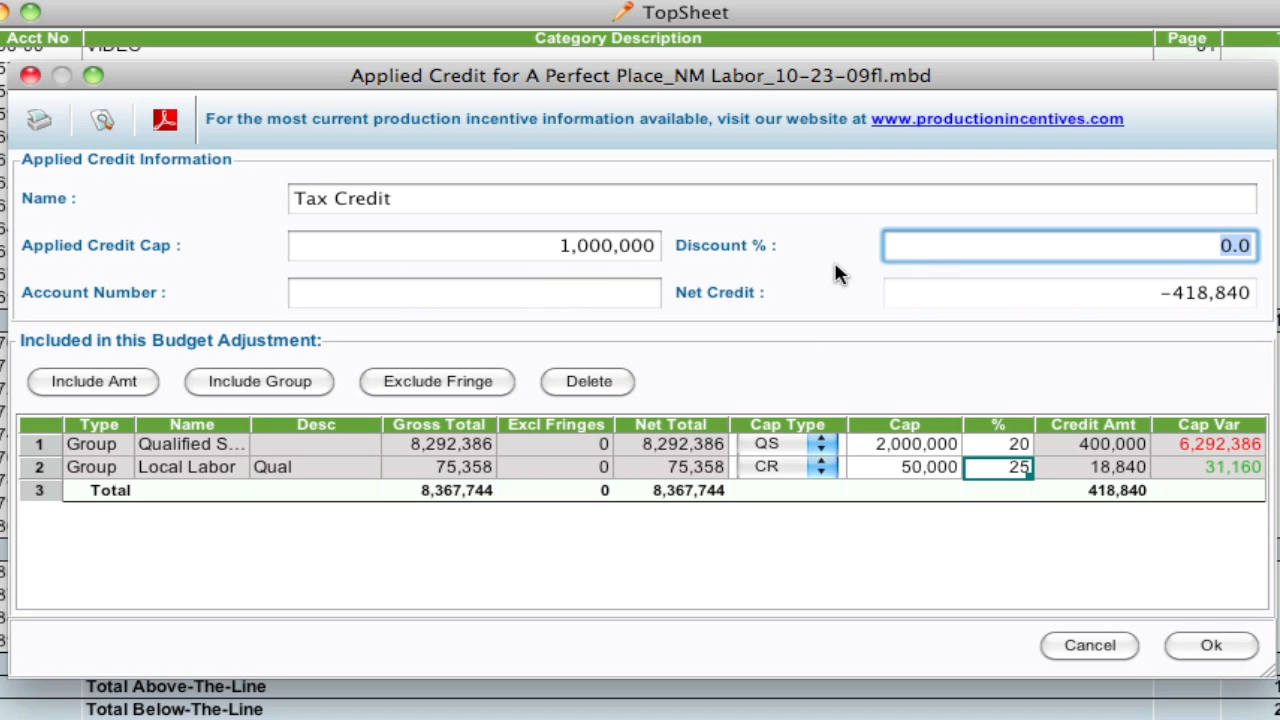 TopSheet
Acct No Category Description Page
VIDEO
Applied Credit for A Perfect Place_NM Labor_10-23-09fl.mbd
For the most current production incentive information available, visit our website at www.productionincentives.com
Applied Credit Information
Name : Tax Credit
Applied Credit Cap : 1,000,000 Discount % : 0.0
Account Number : Net Credit : -418,840
Included in this Budget Adjustment:
Include Amt Include Group Exclude Fringe Delete
Type Name Desc Gross Total Excl Fringes Net Total Cap Type Cap % Credit Amt Cap Var
1 Group Qualified S... 8,292,386 0 8,292,386 QS 2,000,000 20 400,000 6,292,386
2 Group Local Labor Qual 75,358 0 75,358 CR 50,000 25 18,840 31,160
3 Total 8,367,744 0 8,367,744 418,840
Cancel Ok
Total Above-The-Line
Total Below-The-Line